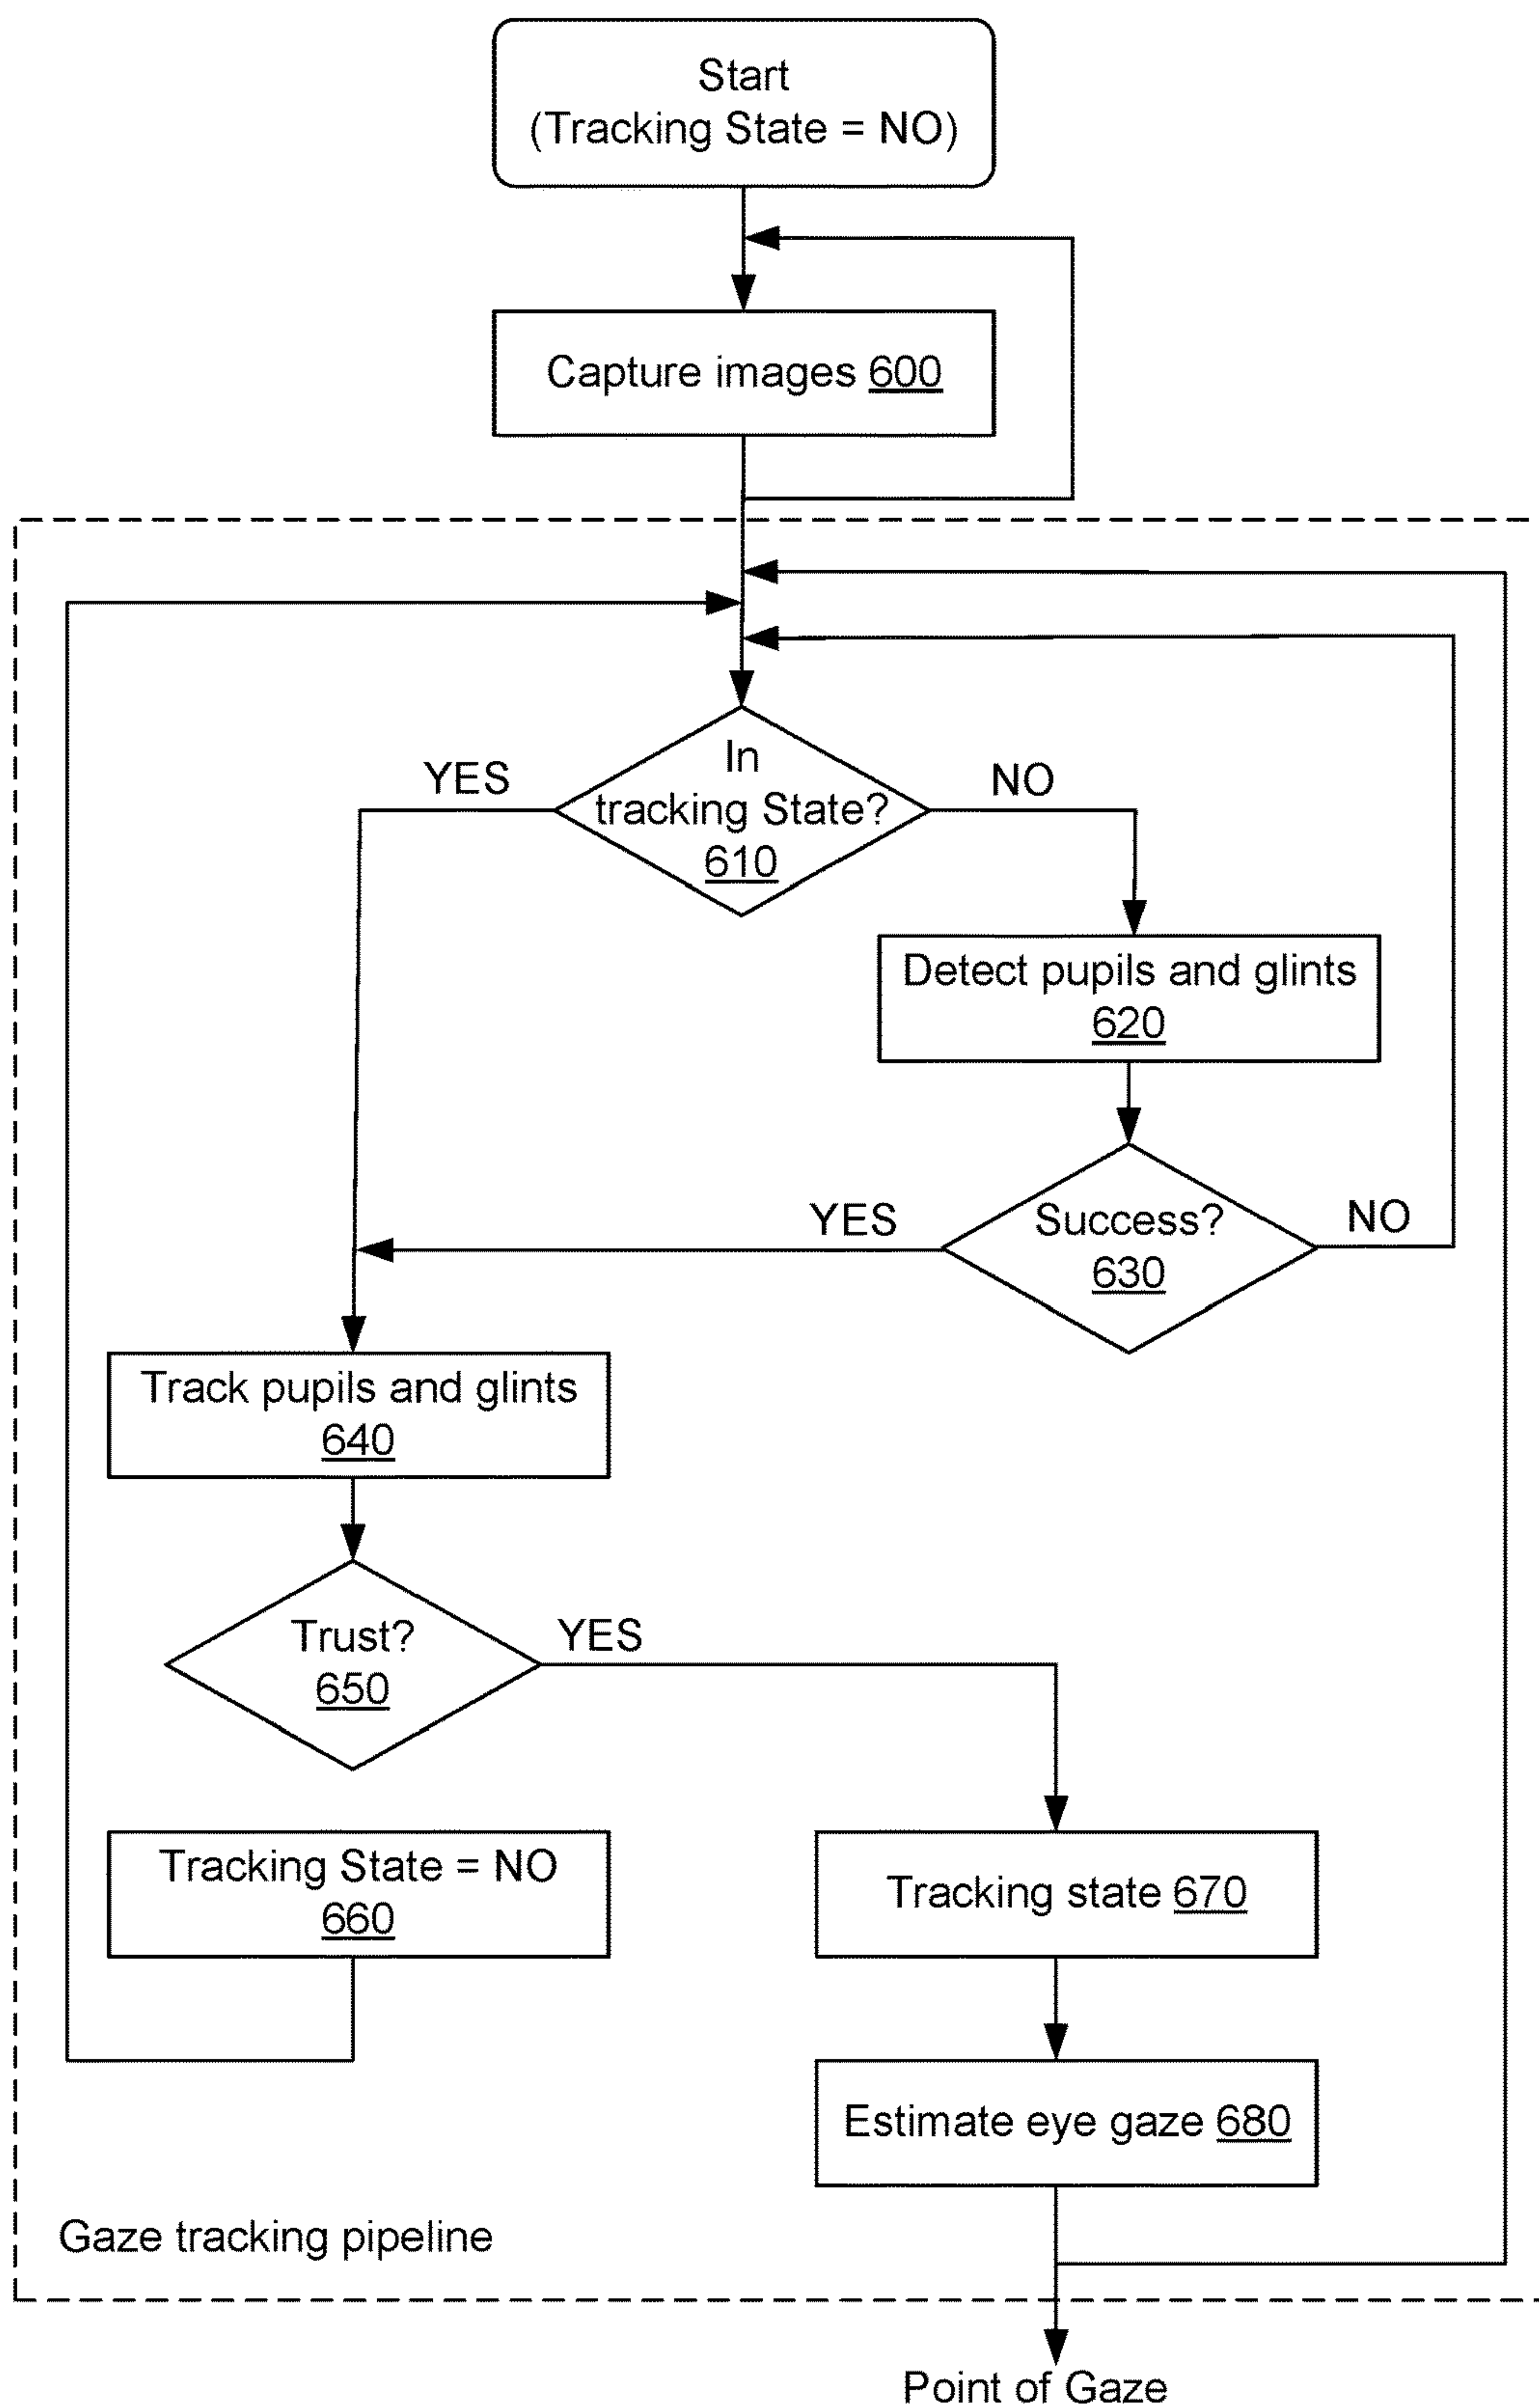 Start
(Tracking State = NO)
Capture images 600
In
tracking State?
610
YES
NO
Detect pupils and glints
620
Success?
630
YES
NO
Track pupils and glints
640
Trust?
650
YES
Tracking State = NO
660
Tracking state 670
Estimate eye gaze 680
Gaze tracking pipeline
Point of Gaze